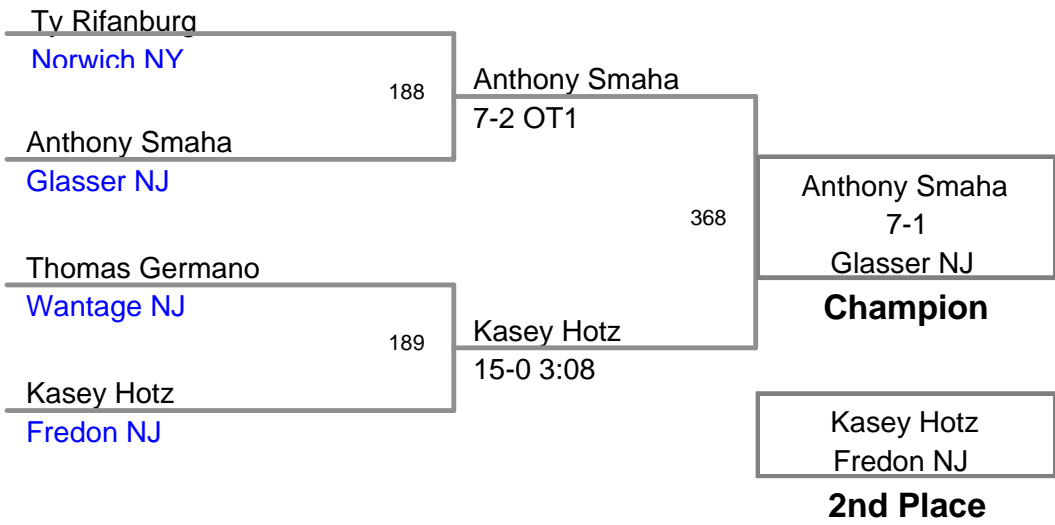 Ty Rifanburg
Norwich NY
188
Anthony Smaha
7-2 OT1
Anthony Smaha
Glasser NJ
368
Anthony Smaha
7-1
Glasser NJ
Champion
Thomas Germano
Wantage NJ
189
Kasey Hotz
15-0 3:08
Kasey Hotz
Fredon NJ
Kasey Hotz
Fredon NJ
2nd Place